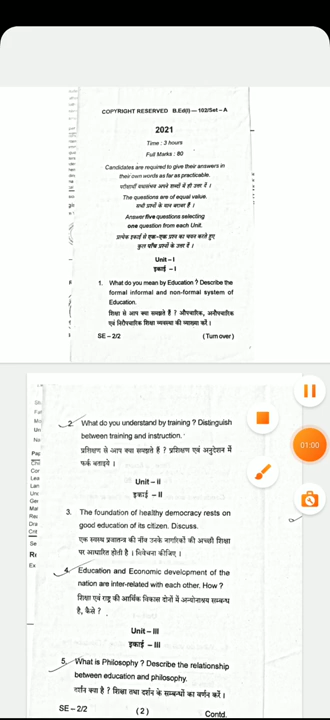 COPYRIGHT RESERVED B.Ed(I) — 102/Set – A
2021
Time : 3 hours
Full Marks : 80
Candidates are required to give their answers in
their own words as far as practicable.
परीक्षार्थी यथासंभव अपने शब्दों में ही उत्तर दें ।
The questions are of equal value.
सभी प्रश्नों के मान बराबर हैं ।
Answer five questions selecting
one question from each Unit.
प्रत्येक इकाई से एक-एक प्रश्न का चयन करते हुए
कुल पाँच प्रश्नों के उत्तर दें ।
Unit – I
इकाई – I
1. What do you mean by Education ? Describe the
formal informal and non-formal system of
Education.
शिक्षा से आप क्या समझते हैं ? औपचारिक, अनौपचारिक
एवं निरौपचारिक शिक्षा व्यवस्था की व्याख्या करें ।
SE – 2/2 (Turn over)
2. What do you understand by training ? Distinguish
between training and instruction.
प्रशिक्षण से आप क्या समझते हैं ? प्रशिक्षण एवं अनुदेशन में
फर्क बताइये ।
Unit – II
इकाई – II
3. The foundation of healthy democracy rests on
good education of its citizen. Discuss.
एक स्वस्थ प्रजातन्त्र की नींव उनके नागरिकों की अच्छी शिक्षा
पर आधारित होती है । विवेचना कीजिए ।
4. Education and Economic development of the
nation are inter-related with each other. How ?
शिक्षा एवं राष्ट्र की आर्थिक विकास दोनों में अन्योनाश्रय सम्बन्ध
है, कैसे ?
Unit – III
इकाई – III
5. What is Philosophy ? Describe the relationship
between education and philosophy.
दर्शन क्या है ? शिक्षा तथा दर्शन के सम्बन्धों का वर्णन करें ।
SE – 2/2 (2) Contd.
01:00